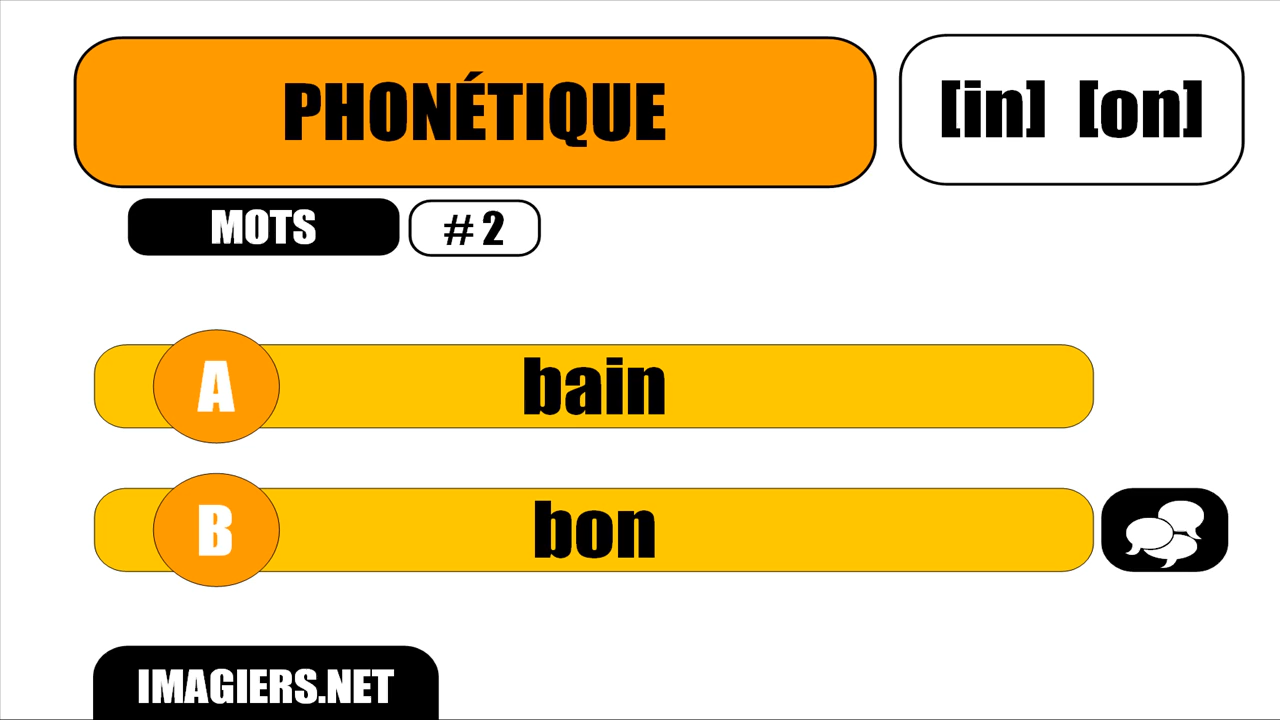 PHONÉTIQUE
[in] [on]
MOTS
# 2
A
bain
B
bon
IMAGIERS.NET